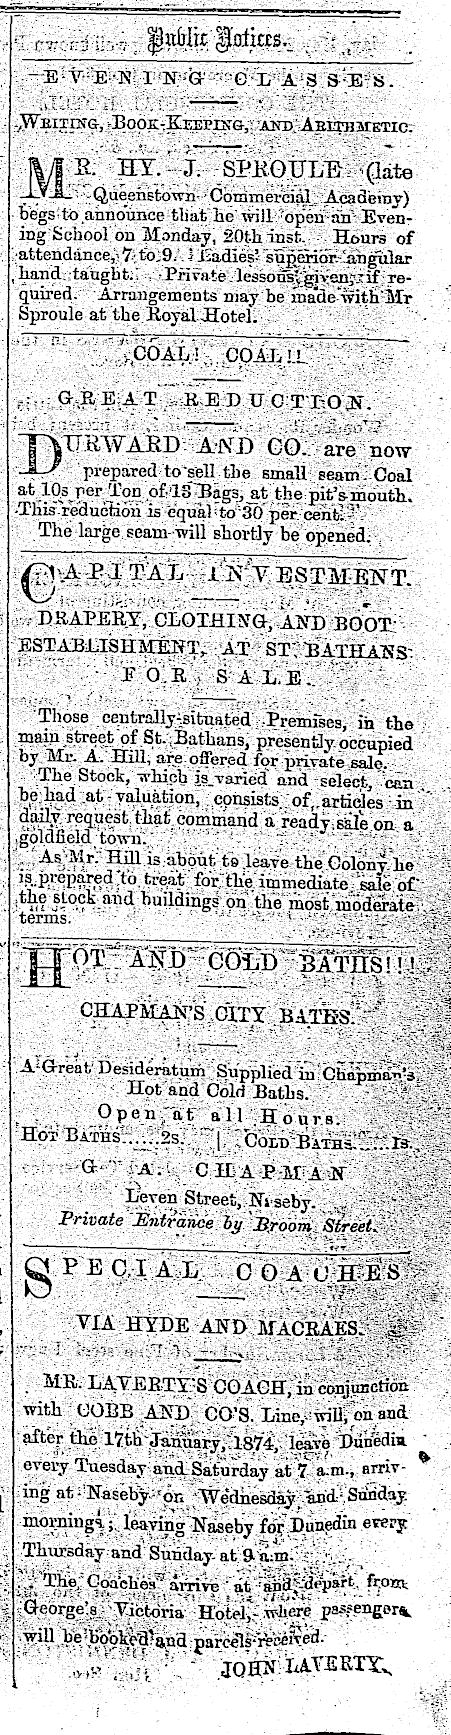 Public Notices.
EVENING CLASSES.
WRITING, BOOK-KEEPING, AND ARITHMETIC.
MR. HY. J. SPROULE (late
Queenstown Commercial Academy)
begs to announce that he will open an Even-
ing School on Monday, 20th inst. Hours of
attendance, 7 to 9. Ladies' superior angular
hand taught. Private lessons given if re-
quired. Arrangements may be made with Mr
Sproule at the Royal Hotel.
COAL! COAL!!
GREAT REDUCTION.
DURWARD AND CO. are now
prepared to sell the small seam Coal
at 10s per Ton of 15 Bags, at the pit's mouth.
This reduction is equal to 30 per cent.
The large seam will shortly be opened.
CAPITAL INVESTMENT.
DRAPERY, CLOTHING, AND BOOT
ESTABLISHMENT, AT ST. BATHANS
FOR SALE.
Those centrally-situated Premises, in the
main street of St. Bathans, presently occupied
by Mr. A. Hill, are offered for private sale.
The Stock, which is varied and select, can
be had at valuation, consists of articles in
daily request that command a ready sale on a
goldfield town.
As Mr. Hill is about to leave the Colony he
is prepared to treat for the immediate sale of
the stock and buildings on the most moderate
terms.
HOT AND COLD BATHS!!!
CHAPMAN'S CITY BATHS.
A Great Desideratum Supplied in Chapman's
Hot and Cold Baths.
Open at all Hours.
HOT BATHS......2s. | COLD BATHS......1s.
G. A. CHAPMAN
Leven Street, Naseby.
Private Entrance by Broom Street.
SPECIAL COACHES
VIA HYDE AND MACRAES.
MR. LAVERTY'S COACH, in conjunction
with COBB AND CO'S. Line, will, on and
after the 17th January, 1874, leave Dunedin
every Tuesday and Saturday at 7 a.m., arriv-
ing at Naseby on Wednesday and Sunday
mornings; leaving Naseby for Dunedin every
Thursday and Sunday at 9 a.m.
The Coaches arrive at and depart from
George's Victoria Hotel, where passengers
will be booked and parcels received.
JOHN LAVERTY.